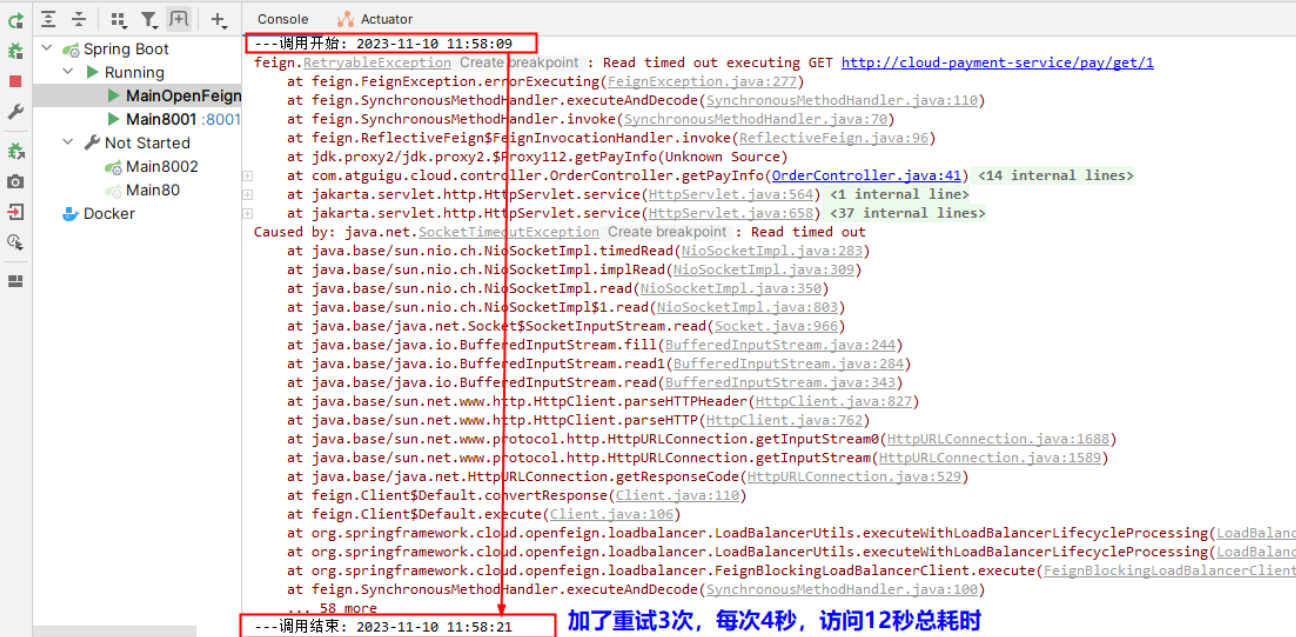 Console
Actuator
Spring Boot
Running
MainOpenFeign
Main8001 :8001
Not Started
Main8002
Main80
Docker
---调用开始: 2023-11-10 11:58:09
feign.RetryableException Create breakpoint : Read timed out executing GET http://cloud-payment-service/pay/get/1
at feign.FeignException.errorExecuting(FeignException.java:277)
at feign.SynchronousMethodHandler.executeAndDecode(SynchronousMethodHandler.java:110)
at feign.SynchronousMethodHandler.invoke(SynchronousMethodHandler.java:70)
at feign.ReflectiveFeign$FeignInvocationHandler.invoke(ReflectiveFeign.java:96)
at jdk.proxy2/jdk.proxy2.$Proxy112.getPayInfo(Unknown Source)
at com.atguigu.cloud.controller.OrderController.getPayInfo(OrderController.java:41) <14 internal lines>
at jakarta.servlet.http.HttpServlet.service(HttpServlet.java:564) <1 internal line>
at jakarta.servlet.http.HttpServlet.service(HttpServlet.java:658) <37 internal lines>
Caused by: java.net.SocketTimeoutException Create breakpoint : Read timed out
at java.base/sun.nio.ch.NioSocketImpl.timedRead(NioSocketImpl.java:283)
at java.base/sun.nio.ch.NioSocketImpl.implRead(NioSocketImpl.java:309)
at java.base/sun.nio.ch.NioSocketImpl.read(NioSocketImpl.java:350)
at java.base/sun.nio.ch.NioSocketImpl$1.read(NioSocketImpl.java:803)
at java.base/java.net.Socket$SocketInputStream.read(Socket.java:966)
at java.base/java.io.BufferedInputStream.fill(BufferedInputStream.java:244)
at java.base/java.io.BufferedInputStream.read1(BufferedInputStream.java:284)
at java.base/java.io.BufferedInputStream.read(BufferedInputStream.java:343)
at java.base/sun.net.www.http.HttpClient.parseHTTPHeader(HttpClient.java:827)
at java.base/sun.net.www.http.HttpClient.parseHTTP(HttpClient.java:762)
at java.base/sun.net.www.protocol.http.HttpURLConnection.getInputStream0(HttpURLConnection.java:1688)
at java.base/sun.net.www.protocol.http.HttpURLConnection.getInputStream(HttpURLConnection.java:1589)
at java.base/java.net.HttpURLConnection.getResponseCode(HttpURLConnection.java:529)
at feign.Client$Default.convertResponse(Client.java:110)
at feign.Client$Default.execute(Client.java:106)
at org.springframework.cloud.openfeign.loadbalancer.LoadBalancerUtils.executeWithLoadBalancerLifecycleProcessing(LoadBalanc
at org.springframework.cloud.openfeign.loadbalancer.LoadBalancerUtils.executeWithLoadBalancerLifecycleProcessing(LoadBalanc
at org.springframework.cloud.openfeign.loadbalancer.FeignBlockingLoadBalancerClient.execute(FeignBlockingLoadBalancerClient
at feign.SynchronousMethodHandler.executeAndDecode(SynchronousMethodHandler.java:100)
... 58 more
---调用结束: 2023-11-10 11:58:21
加了重试3次，每次4秒，访问12秒总耗时